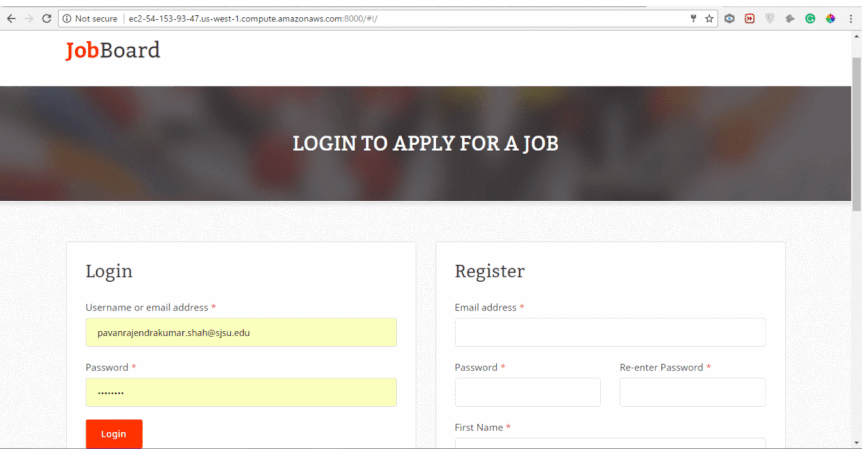 Not secure | ec2-54-153-93-47.us-west-1.compute.amazonaws.com:8000/#!/
JobBoard
LOGIN TO APPLY FOR A JOB
Login
Username or email address *
pavanrajendrakumar.shah@sjsu.edu
Password *
••••••••
Login
Register
Email address *
Password * Re-enter Password *
First Name *